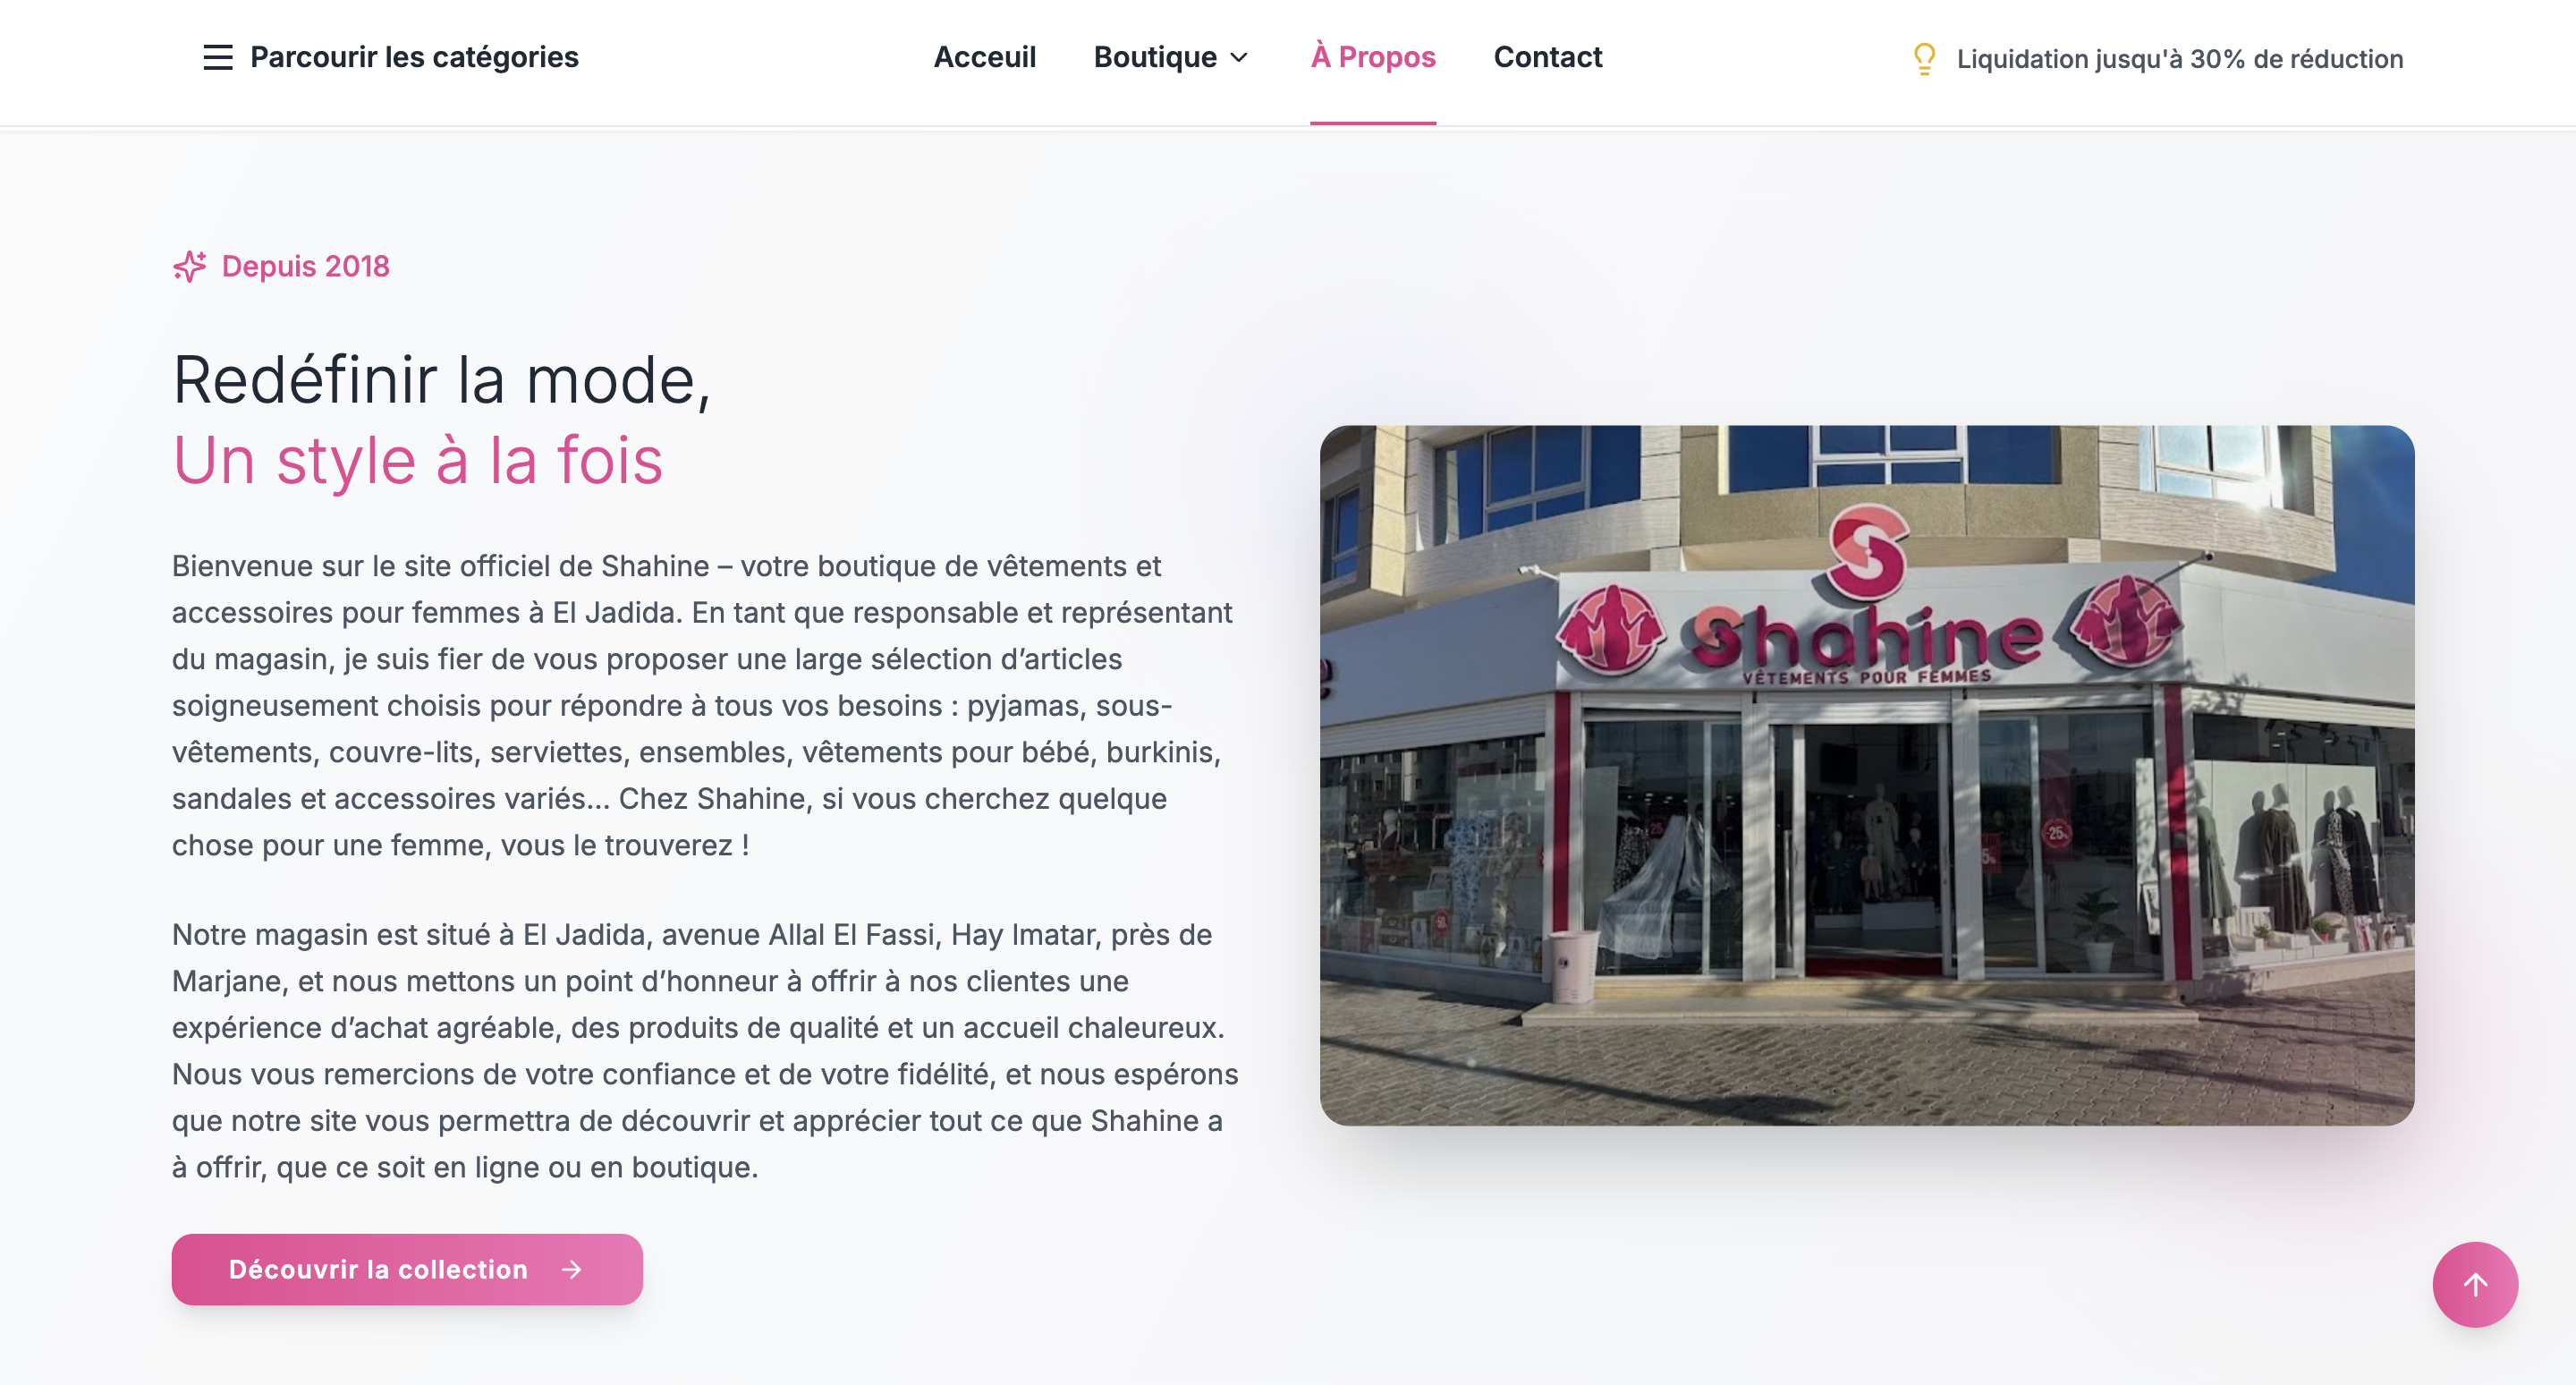 Parcourir les catégories
Acceuil
Boutique
À Propos
Contact
Liquidation jusqu'à 30% de réduction
Depuis 2018
Redéfinir la mode,
Un style à la fois
Bienvenue sur le site officiel de Shahine – votre boutique de vêtements et
accessoires pour femmes à El Jadida. En tant que responsable et représentant
du magasin, je suis fier de vous proposer une large sélection d’articles
soigneusement choisis pour répondre à tous vos besoins : pyjamas, sous-
vêtements, couvre-lits, serviettes, ensembles, vêtements pour bébé, burkinis,
sandales et accessoires variés... Chez Shahine, si vous cherchez quelque
chose pour une femme, vous le trouverez !
Notre magasin est situé à El Jadida, avenue Allal El Fassi, Hay Imatar, près de
Marjane, et nous mettons un point d’honneur à offrir à nos clientes une
expérience d’achat agréable, des produits de qualité et un accueil chaleureux.
Nous vous remercions de votre confiance et de votre fidélité, et nous espérons
que notre site vous permettra de découvrir et apprécier tout ce que Shahine a
à offrir, que ce soit en ligne ou en boutique.
Découvrir la collection
S
Shahine
VÊTEMENTS POUR FEMMES
-25%